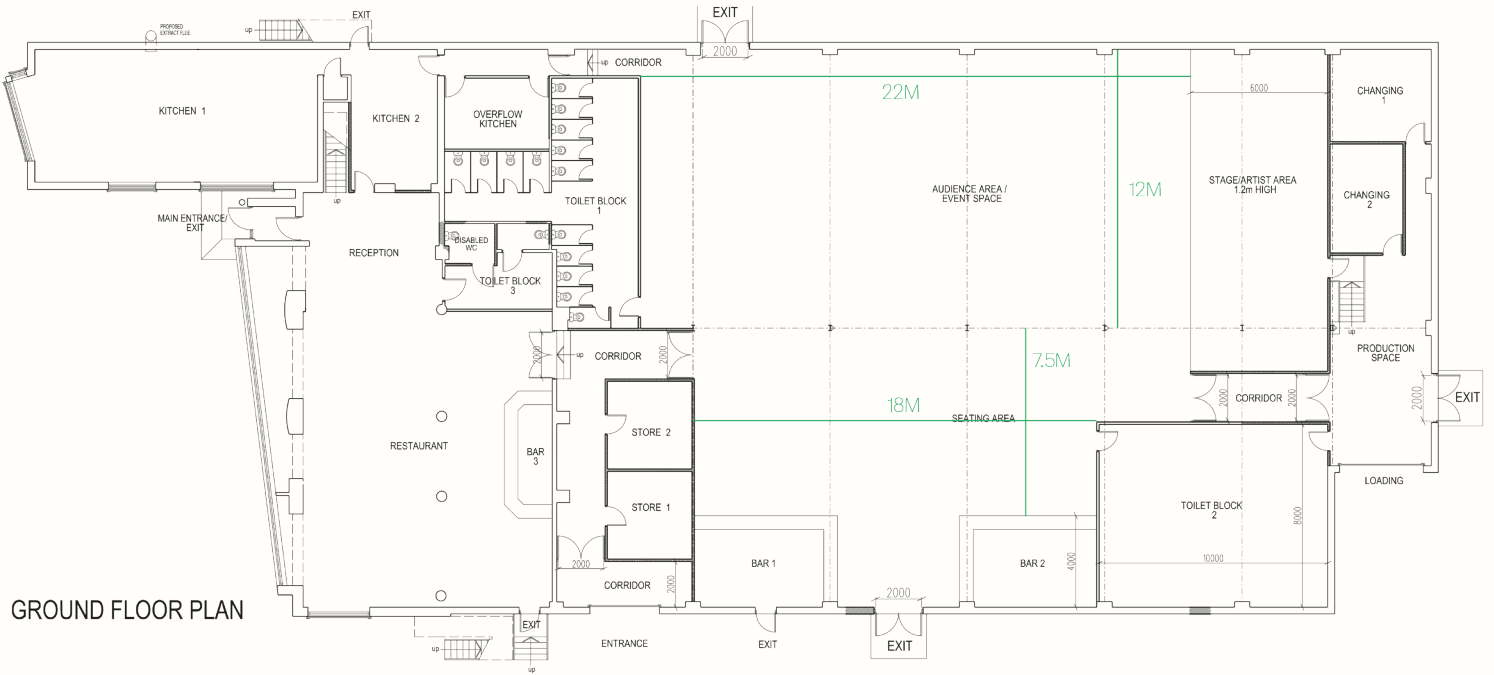 PROPOSED
EXTRACT FLUE
up
EXIT
EXIT
2000
up
CORRIDOR
22M
6000
KITCHEN 1
KITCHEN 2
OVERFLOW
KITCHEN
CHANGING
1
AUDIENCE AREA /
EVENT SPACE
12M
STAGE/ARTIST AREA
1.2m HIGH
CHANGING
2
up
TOILET BLOCK
1
MAIN ENTRANCE/
EXIT
RECEPTION
DISABLED
WC
TOILET BLOCK
3
up
2000
up
CORRIDOR
2000
7.5M
PRODUCTION
SPACE
18M
SEATING AREA
2000
CORRIDOR
2000
2000
EXIT
RESTAURANT
BAR
3
STORE 2
STORE 1
LOADING
TOILET BLOCK
2
8000
10000
2000
CORRIDOR
2000
BAR 1
BAR 2
4000
2000
GROUND FLOOR PLAN
EXIT
up
up
ENTRANCE
EXIT
EXIT